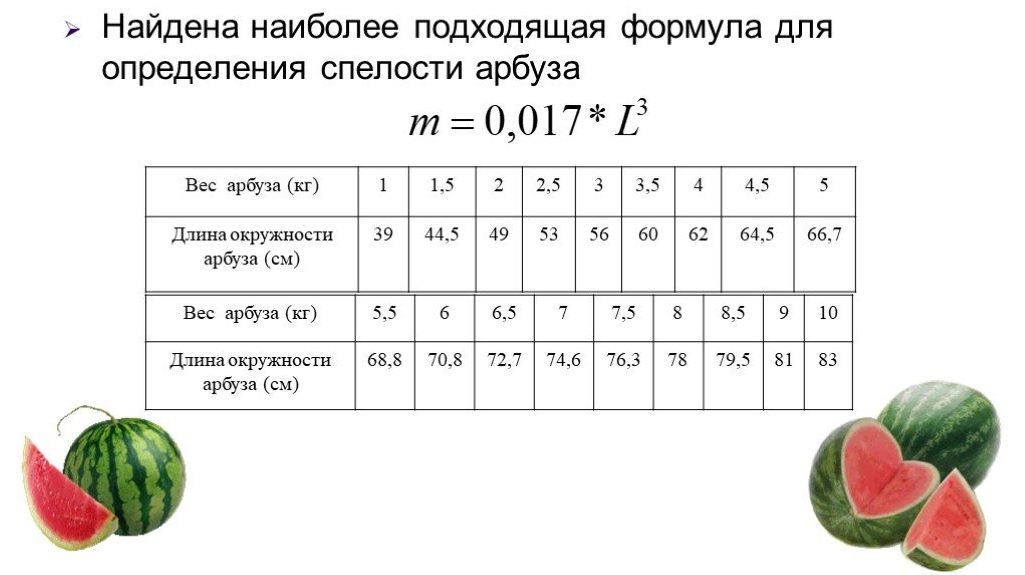 Найдена наиболее подходящая формула для
определения спелости арбуза
m = 0,017 * L³
Вес арбуза (кг) 1 1,5 2 2,5 3 3,5 4 4,5 5
Длина окружности 39 44,5 49 53 56 60 62 64,5 66,7
арбуза (см)
Вес арбуза (кг) 5,5 6 6,5 7 7,5 8 8,5 9 10
Длина окружности 68,8 70,8 72,7 74,6 76,3 78 79,5 81 83
арбуза (см)